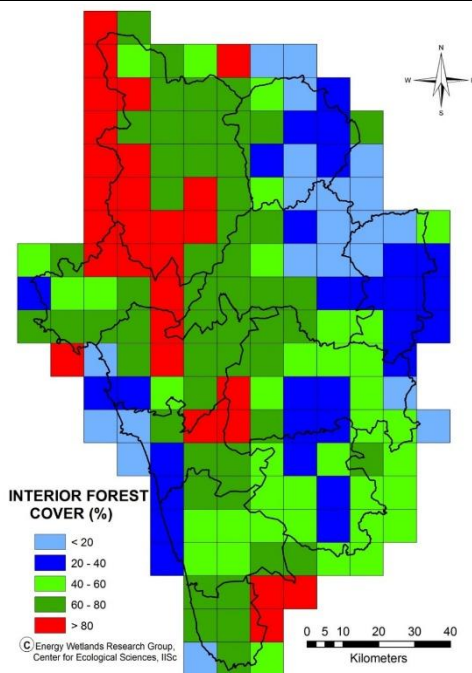 N
W
S
INTERIOR FOREST
COVER (%)
< 20
20 - 40
40 - 60
60 - 80
> 80
© Energy Wetlands Research Group,
Center for Ecological Sciences, IISc
0 5 10 20 30 40
Kilometers